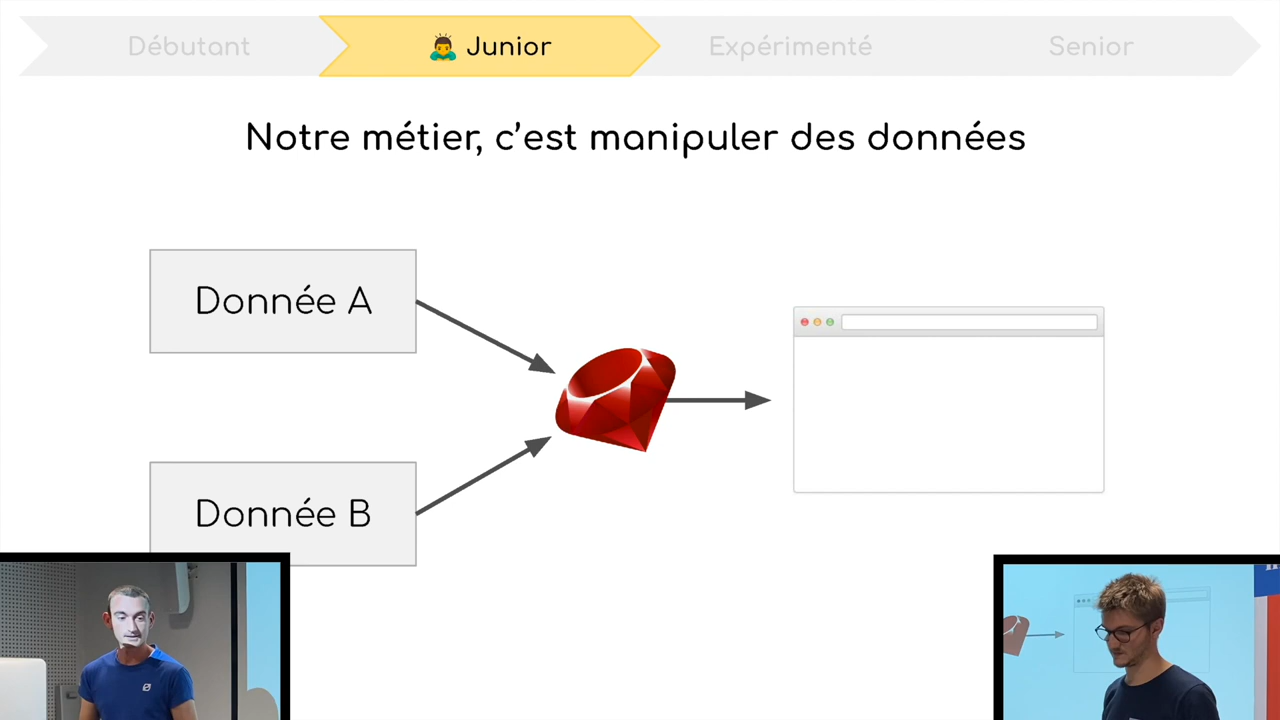 Débutant
Junior
Expérimenté
Senior
Notre métier, c'est manipuler des données
Donnée A
Donnée B